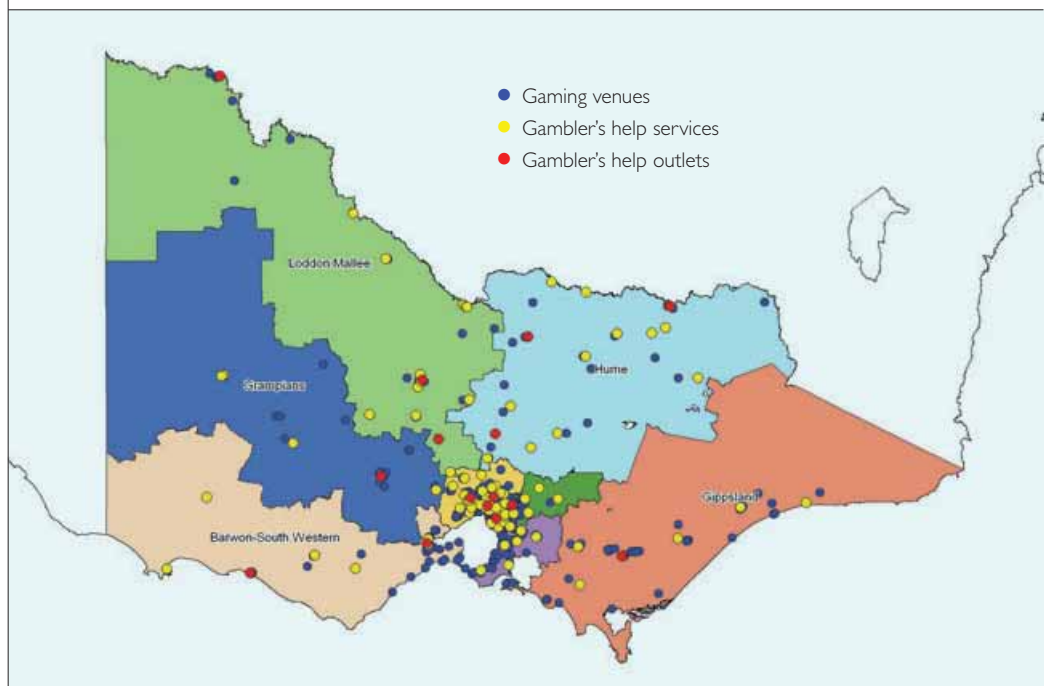 Gaming venues
Gambler's help services
Gambler's help outlets
Loddon Mallee
Grampians
Hume
Gippsland
Barwon-South Western